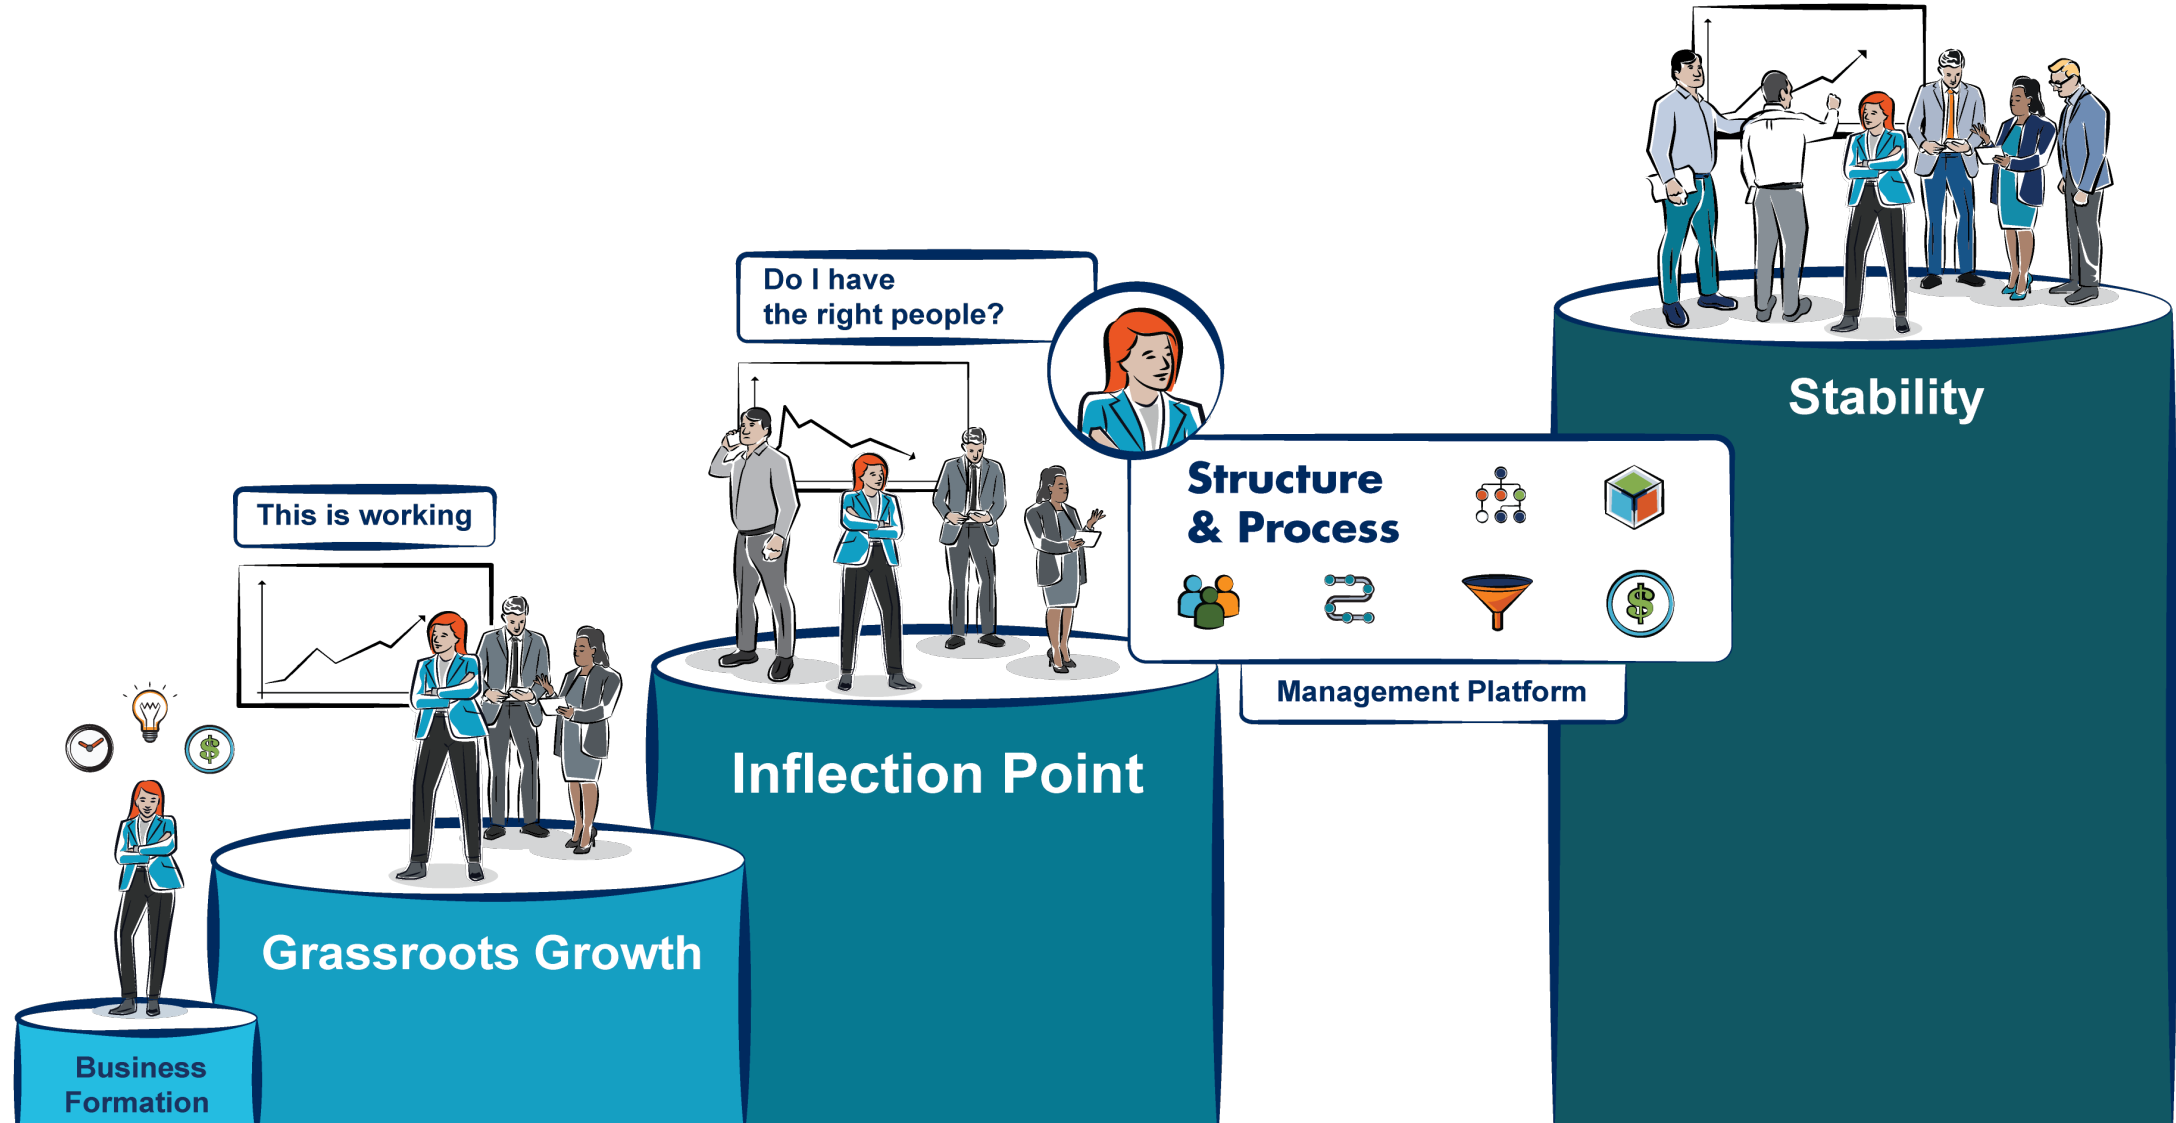 Business
Formation
This is working
Grassroots Growth
Do I have
the right people?
Inflection Point
Structure
& Process
Management Platform
Stability